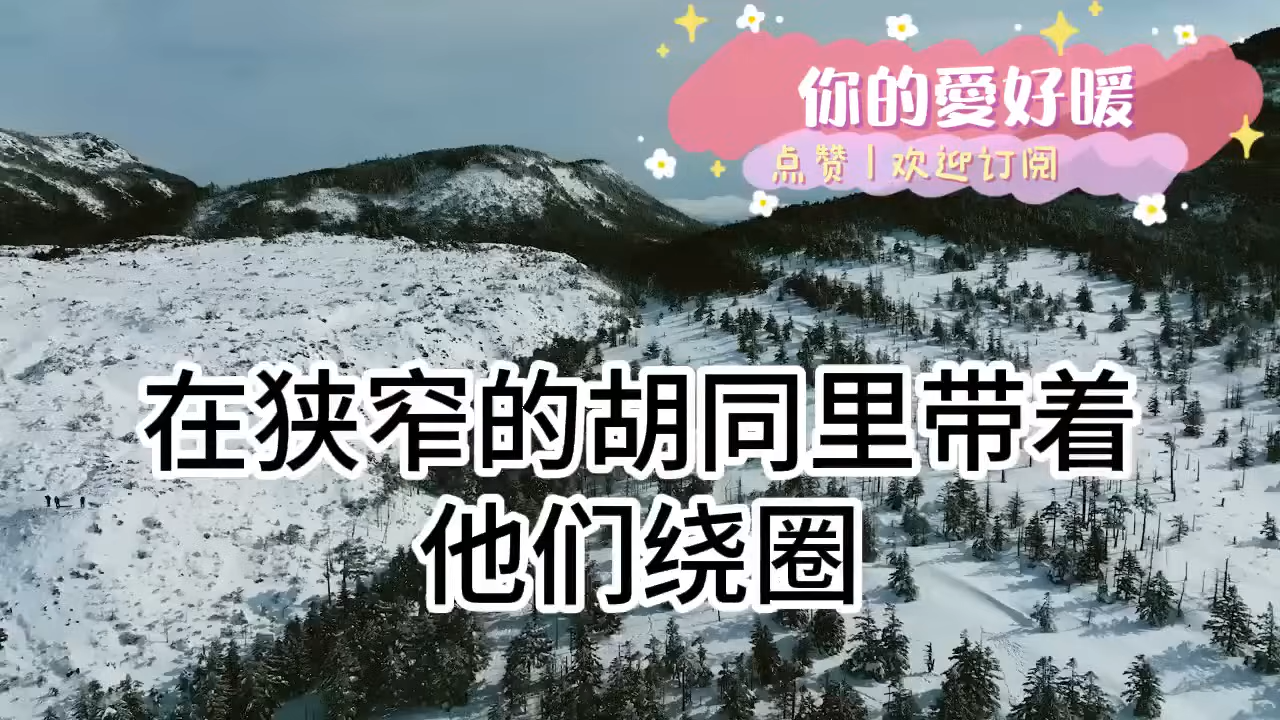 你的愛好暖
点赞丨欢迎订阅
在狭窄的胡同里带着
他们绕圈